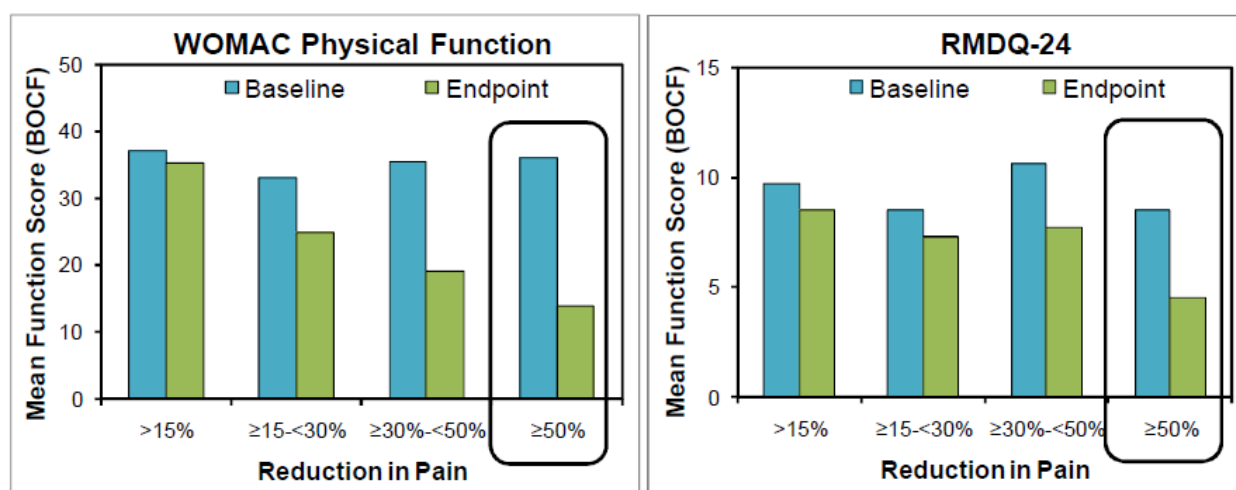 WOMAC Physical Function
Mean Function Score (BOCF)
50
40
30
20
10
0
Baseline Endpoint
>15% ≥15-<30% ≥30%-<50% ≥50%
Reduction in Pain
RMDQ-24
Mean Function Score (BOCF)
15
10
5
0
Baseline Endpoint
>15% ≥15-<30% ≥30%-<50% ≥50%
Reduction in Pain